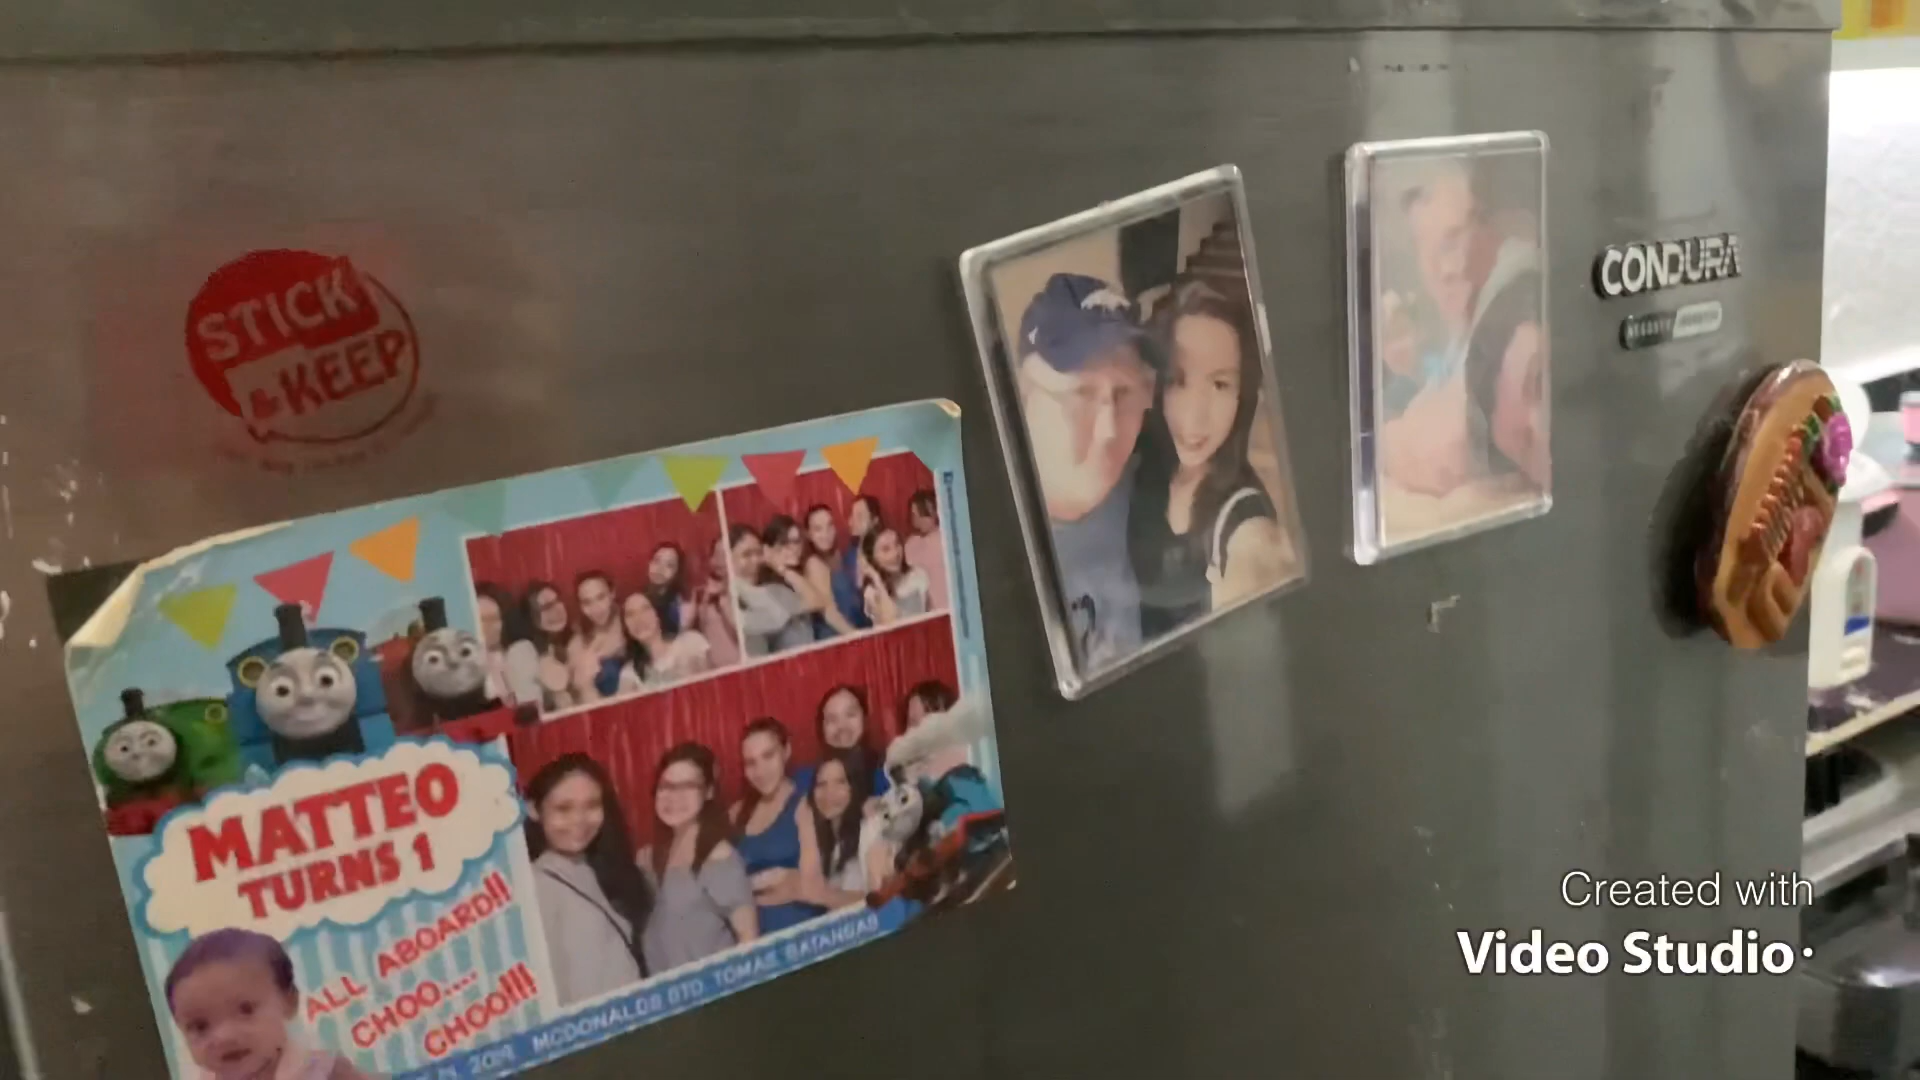 STICK
& KEEP
CONDURA
MATTEO
TURNS 1
ALL ABOARD!!
CHOO....
CHOO!!!
MCDONALDS STO TOMAS BATANGAS
Created with
Video Studio